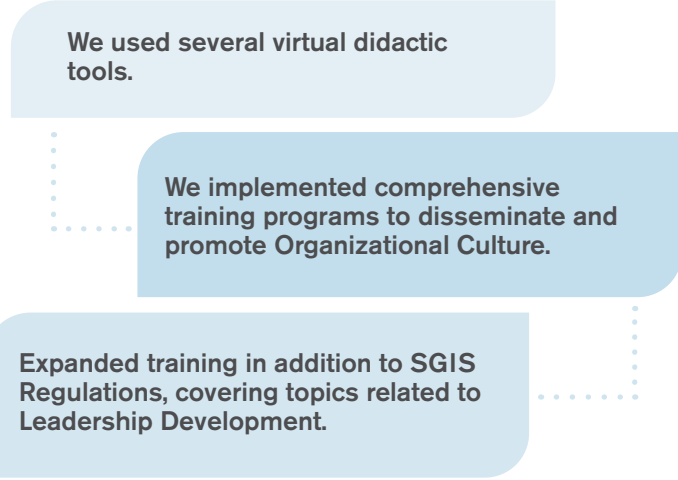 We used several virtual didactic
tools.
We implemented comprehensive
training programs to disseminate and
promote Organizational Culture.
Expanded training in addition to SGIS
Regulations, covering topics related to
Leadership Development.